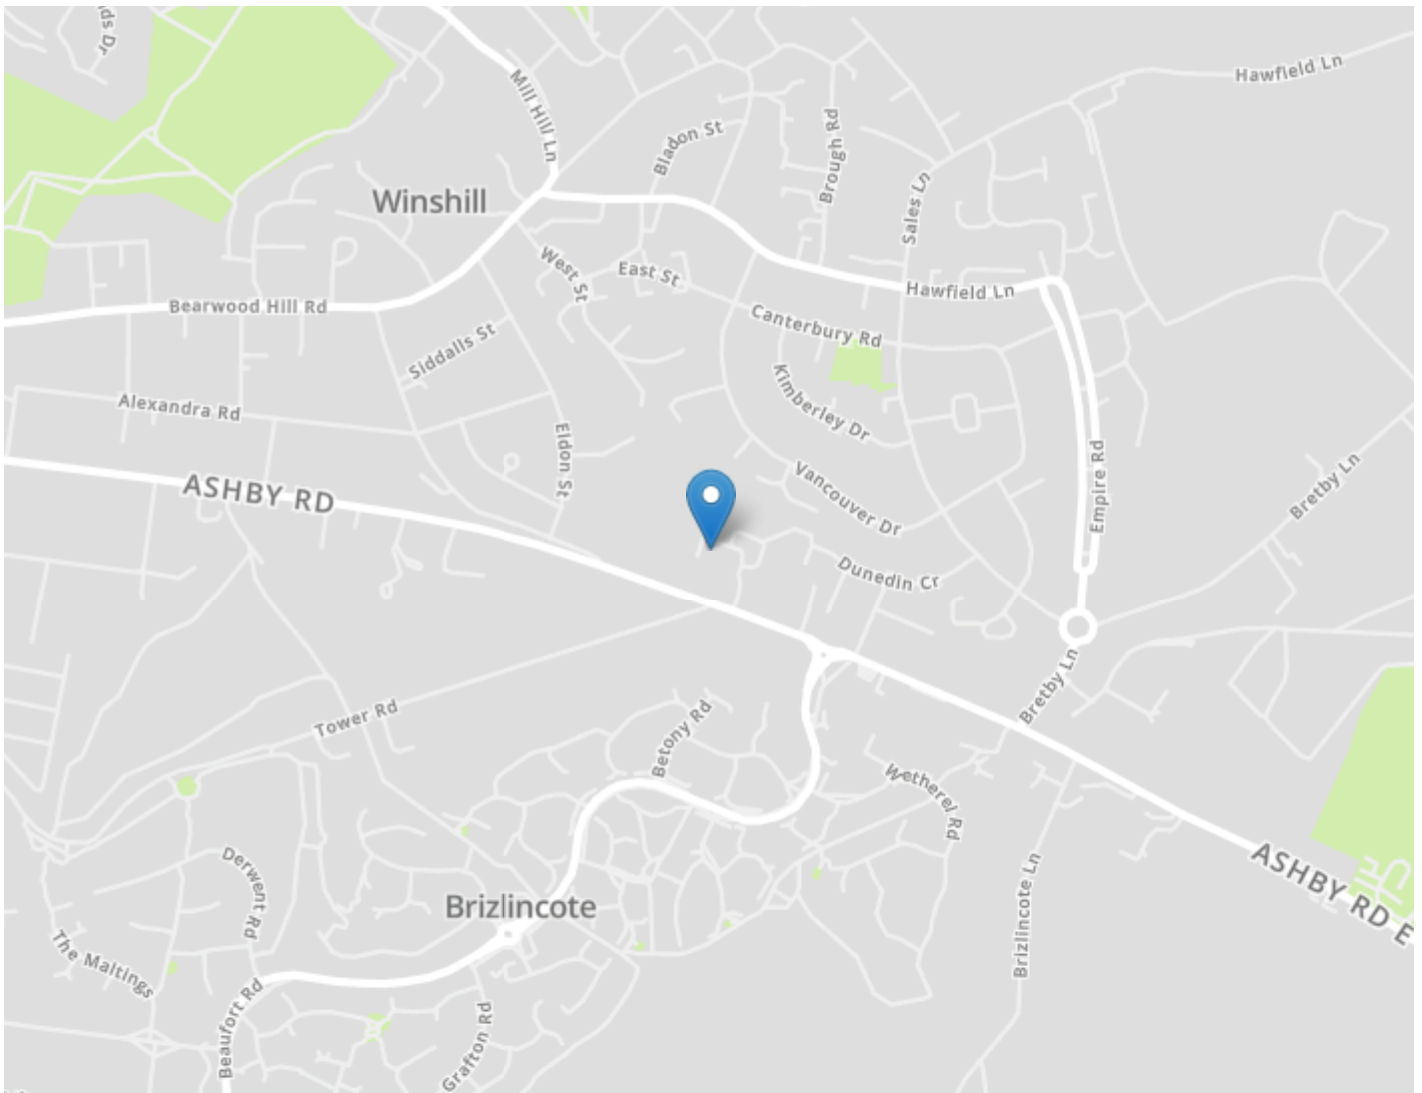 Hawfield Ln
Mill Hill Ln
Bladon St
Brough Rd
Winshill
Sales Ln
West St
East St
Hawfield Ln
Bearwood Hill Rd
Canterbury Rd
Siddalls St
Kimberley Dr
Alexandra Rd
Eldon St
Empire Rd
Bretby Ln
ASHBY RD
Vancouver Dr
Dunedin Cr
Bretby Ln
Tower Rd
Betony Rd
Wetherel Rd
Derwent Rd
ASHBY RD E
Brizlincote
Brizlincote Ln
The Maltings
Beaufort Rd
Grafton Rd